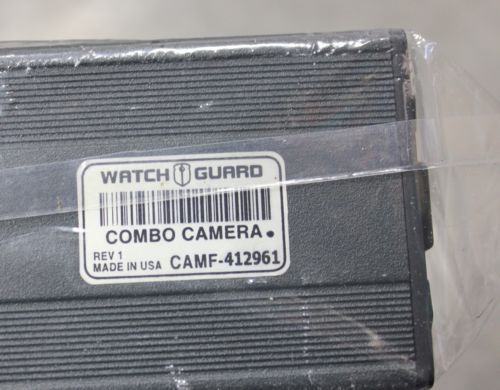 WATCH GUARD
COMBO CAMERA.
REV 1
MADE IN USA CAMF-412961